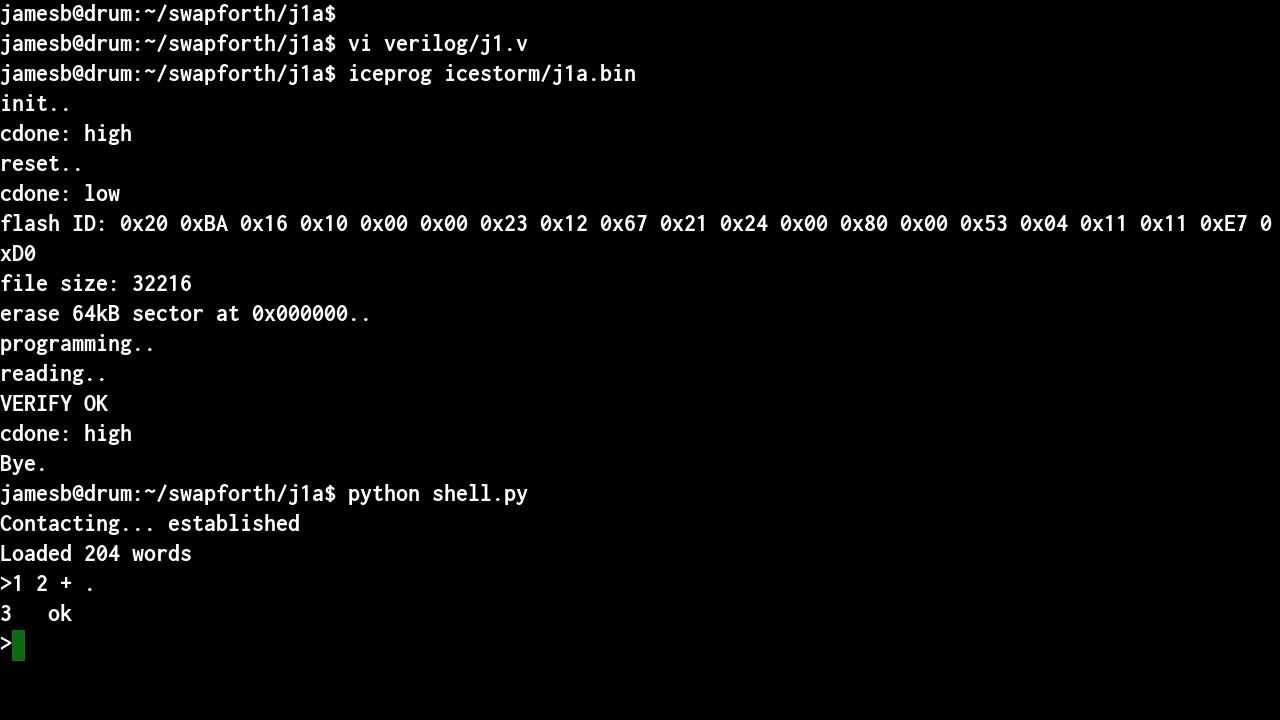 jamesb@drum:~/swapforth/j1a$
jamesb@drum:~/swapforth/j1a$ vi verilog/j1.v
jamesb@drum:~/swapforth/j1a$ iceprog icestorm/j1a.bin
init..
cdone: high
reset..
cdone: low
flash ID: 0x20 0xBA 0x16 0x10 0x00 0x00 0x23 0x12 0x67 0x21 0x24 0x00 0x80 0x00 0x53 0x04 0x11 0x11 0xE7 0
xD0
file size: 32216
erase 64kB sector at 0x000000..
programming..
reading..
VERIFY OK
cdone: high
Bye.
jamesb@drum:~/swapforth/j1a$ python shell.py
Contacting... established
Loaded 204 words
>1 2 + .
3   ok
>